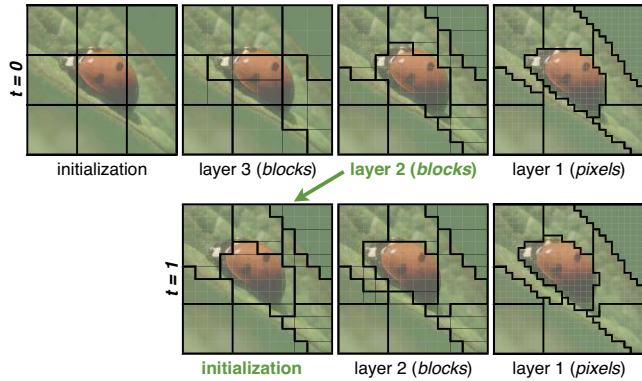 t = 0
initialization layer 3 (blocks) layer 2 (blocks) layer 1 (pixels)
t = 1
initialization layer 2 (blocks) layer 1 (pixels)